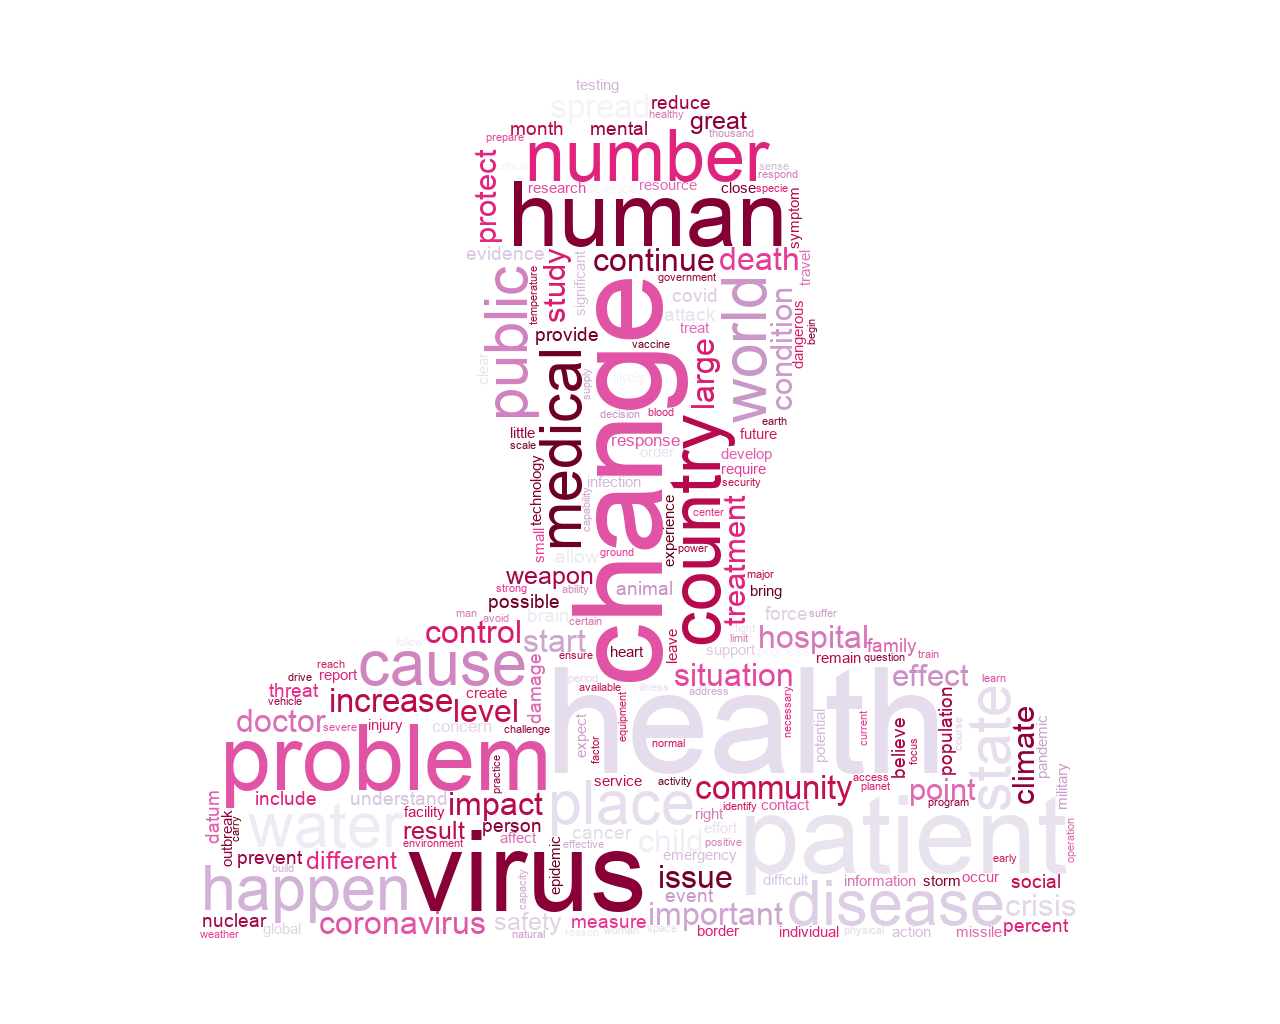 testing
spread
reduce
healthy
month
mental
great
prepare
number
thousand
protect
sense
respond
research
science
resource
close
specie
human
symptom
evidence
study
significant
continue
death
travel
public
temperature
change
government
covid
world
condition
attack
treat
dangerous
begin
provide
vaccine
large
clear
medical
supply
likely
decision
blood
country
earth
little
scale
response
future
order
develop
require
technology
infection
security
capability
experience
center
treatment
small
allow
ground
power
weapon
strong
ability
animal
major
bring
possible
man
avoid
brain
certain
force
suffer
control
start
leave
right
limit
hospital
family
follow
cause
ensure
heart
support
process
remain
question
train
reach
report
damage
situation
effect
drive
threat
vehicle
increase
create
period
available
illness
address
health
learn
doctor
severe
injury
level
concern
challenge
expect
factor
equipment
normal
necessary
potential
current
believe
focus
population
course
state
climate
pandemic
problem
practice
service
activity
access
planet
military
include
understand
impact
facility
place
community
identify
contact
point
program
datum
outbreak
carry
water
result
person
affect
environment
cancer
effective
child
right
effort
positive
patient
operation
prevent
different
build
virus
epidemic
emergency
early
happen
capacity
issue
event
difficult
information
storm
occur
social
nuclear
weather
global
coronavirus
safety
natural
measure
reason
woman
space
important
border
disease
individual
physical
action
missile
crisis
percent